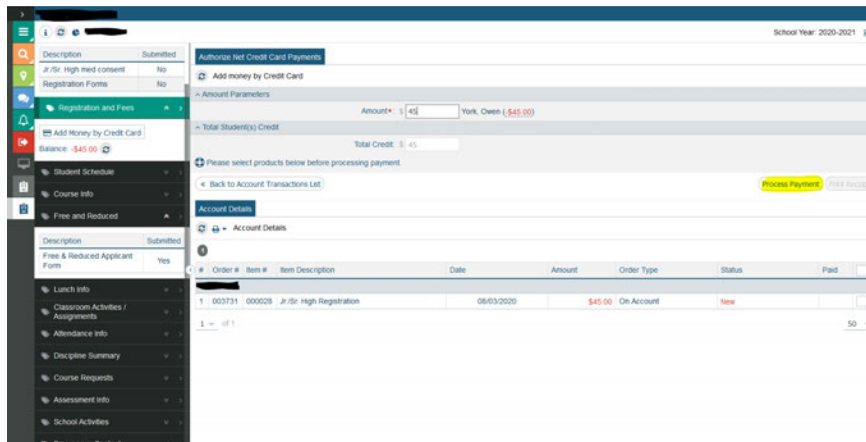 School Year: 2020-2021
Description Submitted
Jr./Sr. High med consent No
Registration Forms No
Registration and Fees
Add Money by Credit Card
Balance: -$45.00
Student Schedule
Course Info
Free and Reduced
Description Submitted
Free & Reduced Applicant
Form Yes
Lunch Info
Classroom Activities /
Assignments
Attendance Info
Discipline Summary
Course Requests
Assessment Info
School Activities
Authorize Net Credit Card Payments
Add money by Credit Card
Amount Parameters
Amount*: $ 45 York, Owen (-$45.00)
Total Student(s) Credit
Total Credit: $ 45
Please select products below before processing payment.
« Back to Account Transactions List
Process Payment Print Receip
Account Details
Account Details
# Order # Item # Item Description Date Amount Order Type Status Paid
1 003731 000028 Jr./Sr. High Registration 08/03/2020 $45.00 On Account New
1 of 1
50